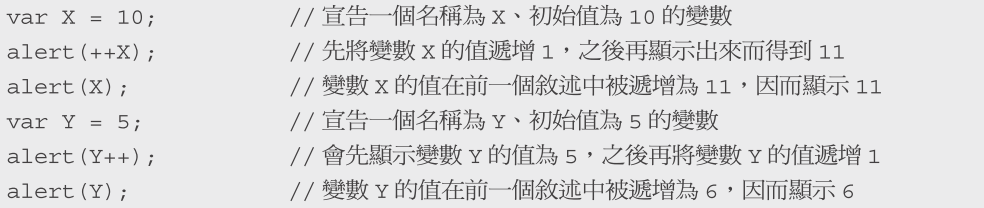 var X = 10; // 宣告一個名稱為 X、初始值為 10 的變數
alert(++X); // 先將變數 X 的值遞增 1，之後再顯示出來而得到 11
alert(X); // 變數 X 的值在前一個敘述中被遞增為 11，因而顯示 11
var Y = 5; // 宣告一個名稱為 Y、初始值為 5 的變數
alert(Y++); // 會先顯示變數 Y 的值為 5，之後再將變數 Y 的值遞增 1
alert(Y); // 變數 Y 的值在前一個敘述中被遞增為 6，因而顯示 6